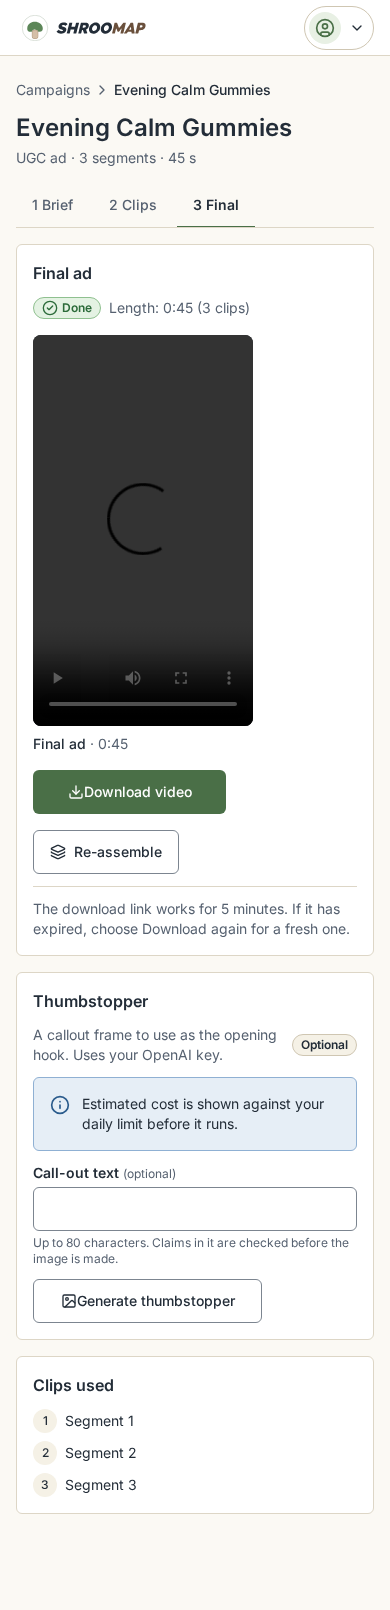 SHROOMAP
Campaigns > Evening Calm Gummies
Evening Calm Gummies
UGC ad · 3 segments · 45 s
1 Brief
2 Clips
3 Final
Final ad
Done
Length: 0:45 (3 clips)
Final ad · 0:45
Download video
Re-assemble
The download link works for 5 minutes. If it has
expired, choose Download again for a fresh one.
Thumbstopper
A callout frame to use as the opening
hook. Uses your OpenAI key.
Optional
Estimated cost is shown against your
daily limit before it runs.
Call-out text (optional)
Up to 80 characters. Claims in it are checked before the
image is made.
Generate thumbstopper
Clips used
1 Segment 1
2 Segment 2
3 Segment 3